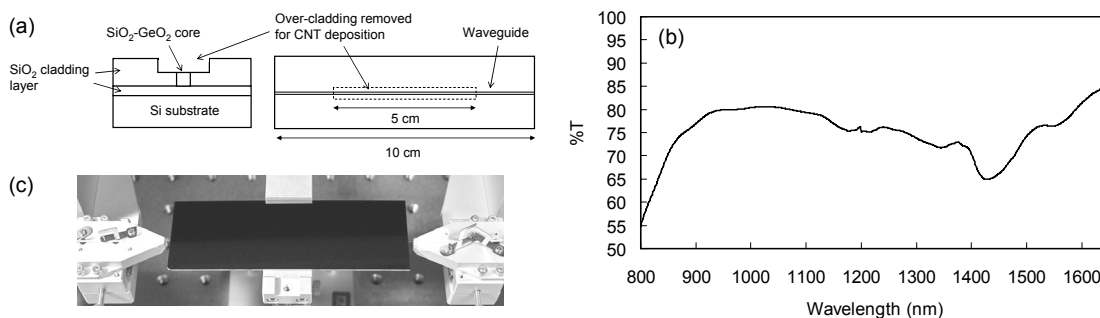 (a)
SiO2-GeO2 core
Over-cladding removed
for CNT deposition
Waveguide
SiO2 cladding
layer
Si substrate
5 cm
10 cm
(c)
(b)
100
95
90
85
80
75
70
65
60
55
50
%T
800 900 1000 1100 1200 1300 1400 1500 1600
Wavelength (nm)